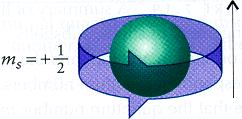 m_s = +1/2